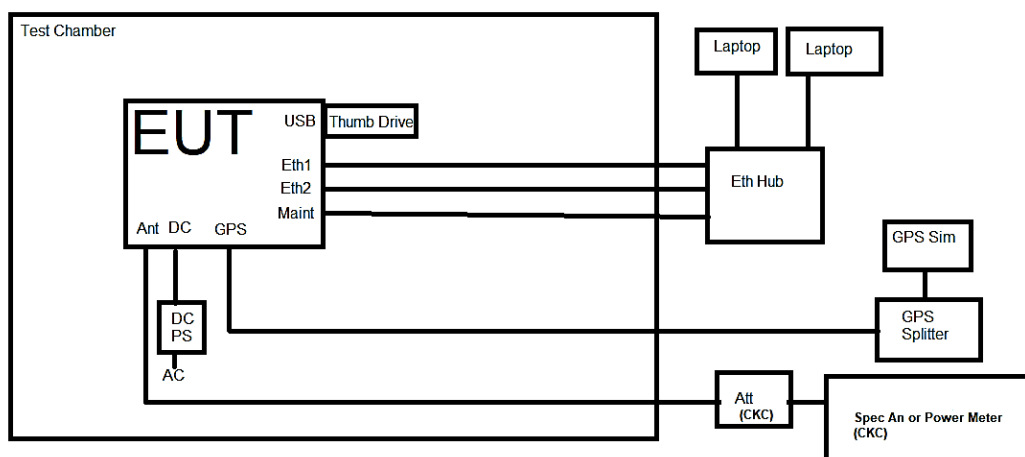 Test Chamber
Laptop
Laptop
EUT
USB
Thumb Drive
Eth1
Eth2
Maint
Eth Hub
Ant DC GPS
GPS Sim
DC
PS
GPS
Splitter
AC
Att
(CKC)
Spec An or Power Meter
(CKC)